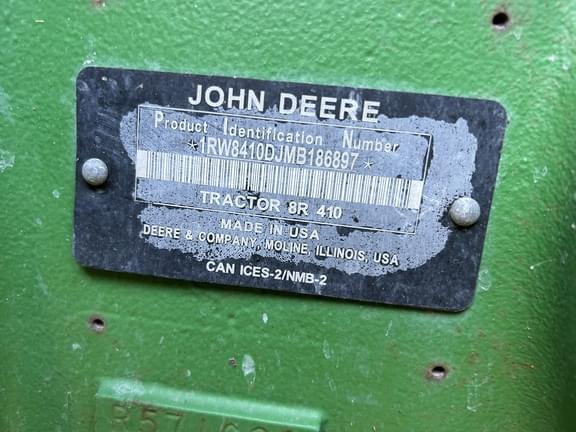 JOHN DEERE
Product Identification Number
*1RW8410DJMB186897*
TRACTOR 8R 410
MADE IN USA
DEERE & COMPANY, MOLINE, ILLINOIS, USA
CAN ICES-2/NMB-2